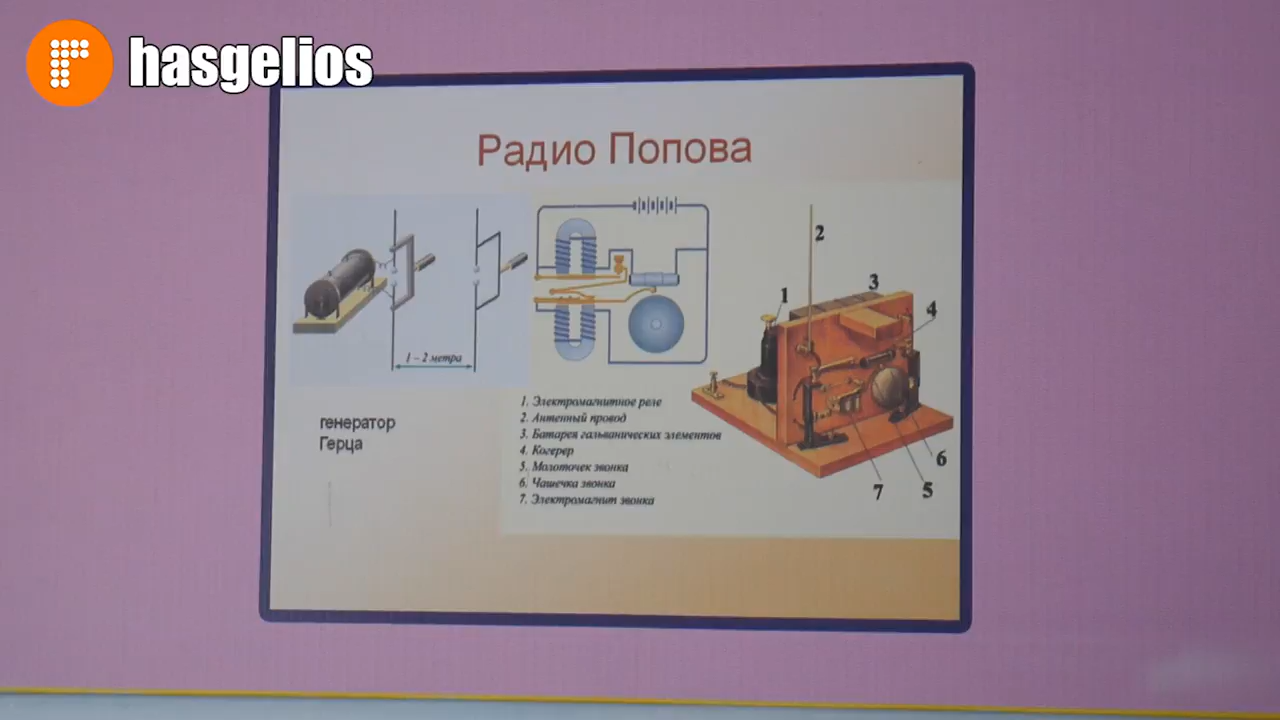 hasgelios
Радио Попова
1 – 2 метра
генератор
Герца
1. Электромагнитное реле
2. Антенный провод
3. Батарея гальванических элементов
4. Когерер
5. Молоточек звонка
6. Чашечка звонка
7. Электромагнит звонка
1
2
3
4
5
6
7